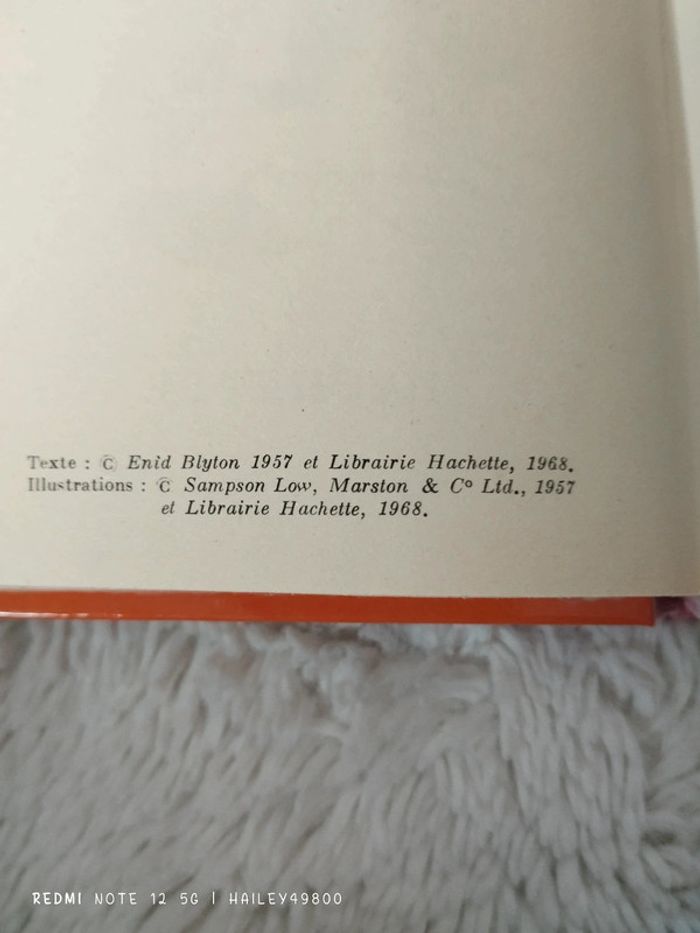 Texte : © Enid Blyton 1957 et Librairie Hachette, 1968.
Illustrations : © Sampson Low, Marston & Cº Ltd., 1957
et Librairie Hachette, 1968.
REDMI NOTE 12 5G | HAILEY49800